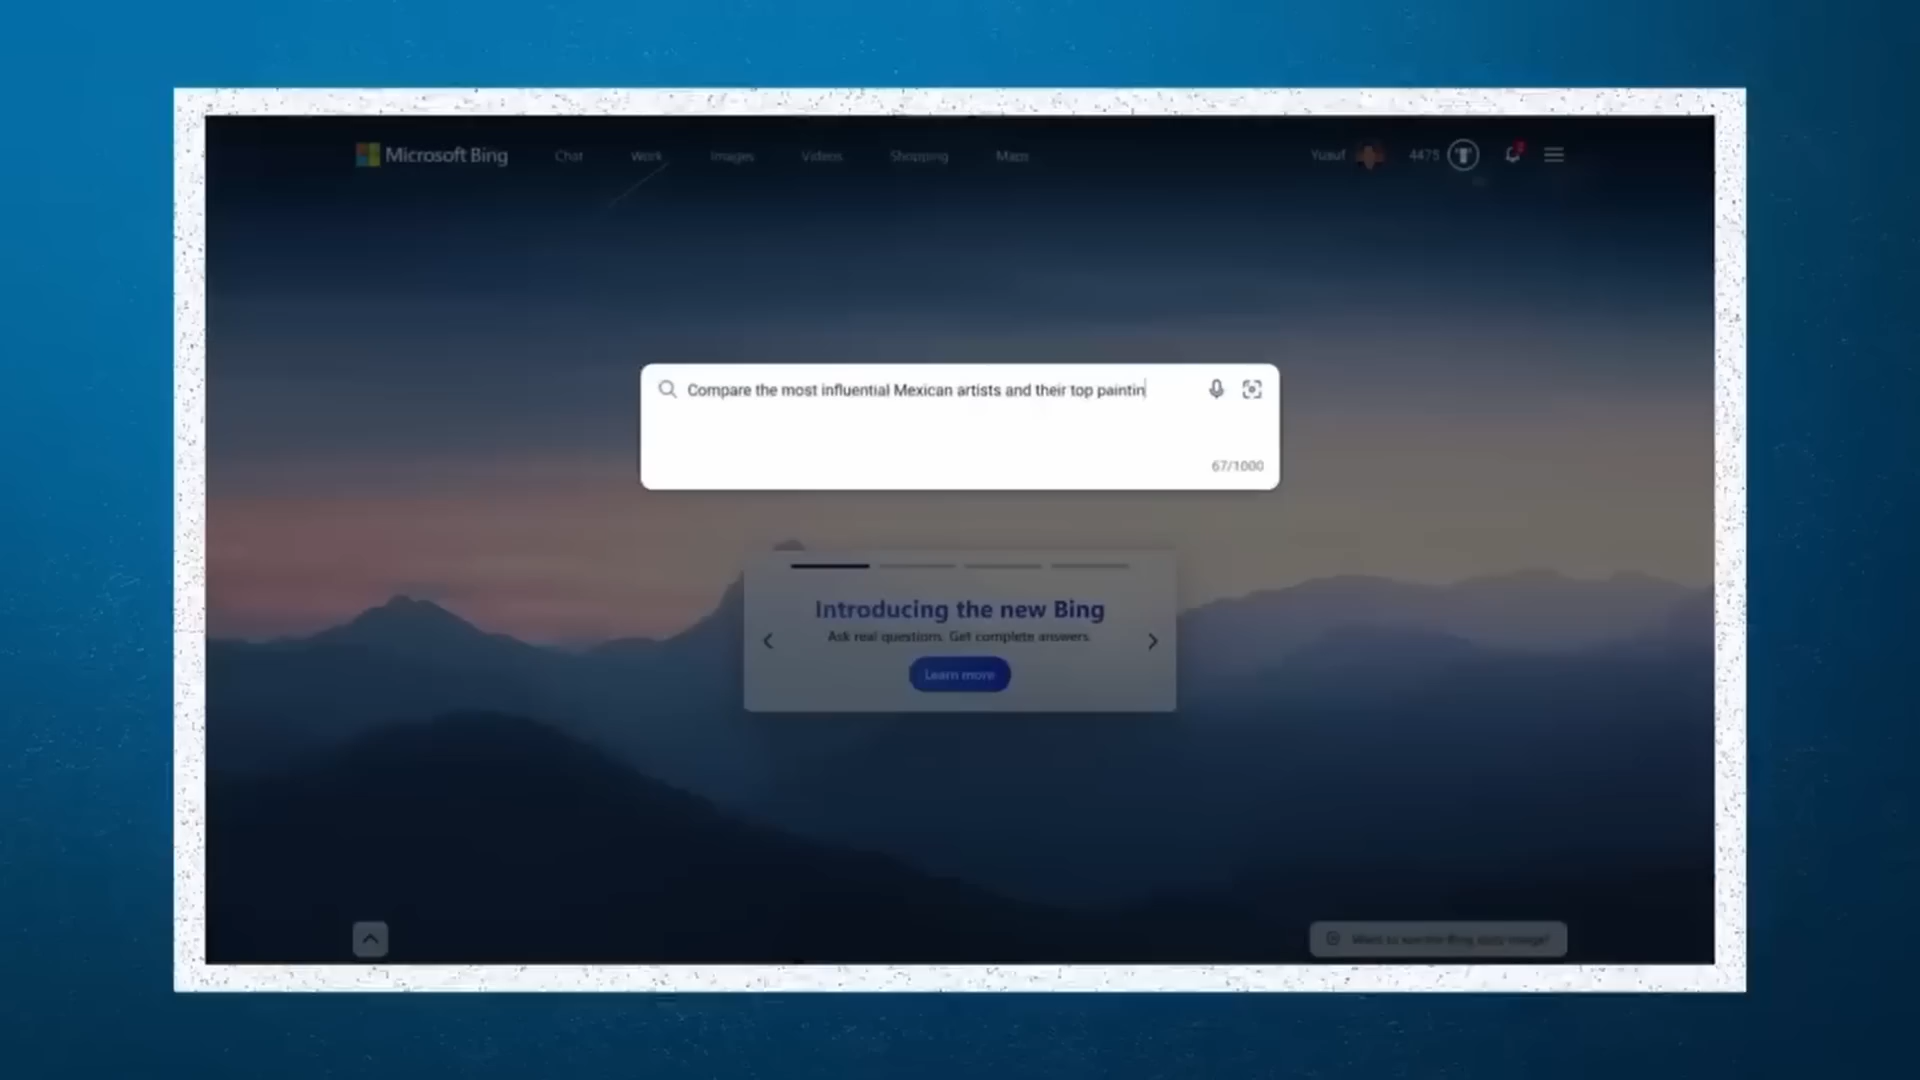 Microsoft Bing Chat Work Images Videos Shopping Maps Yusuf 4475
Compare the most influential Mexican artists and their top paintin
67/1000
Introducing the new Bing
Ask real questions. Get complete answers.
Learn more